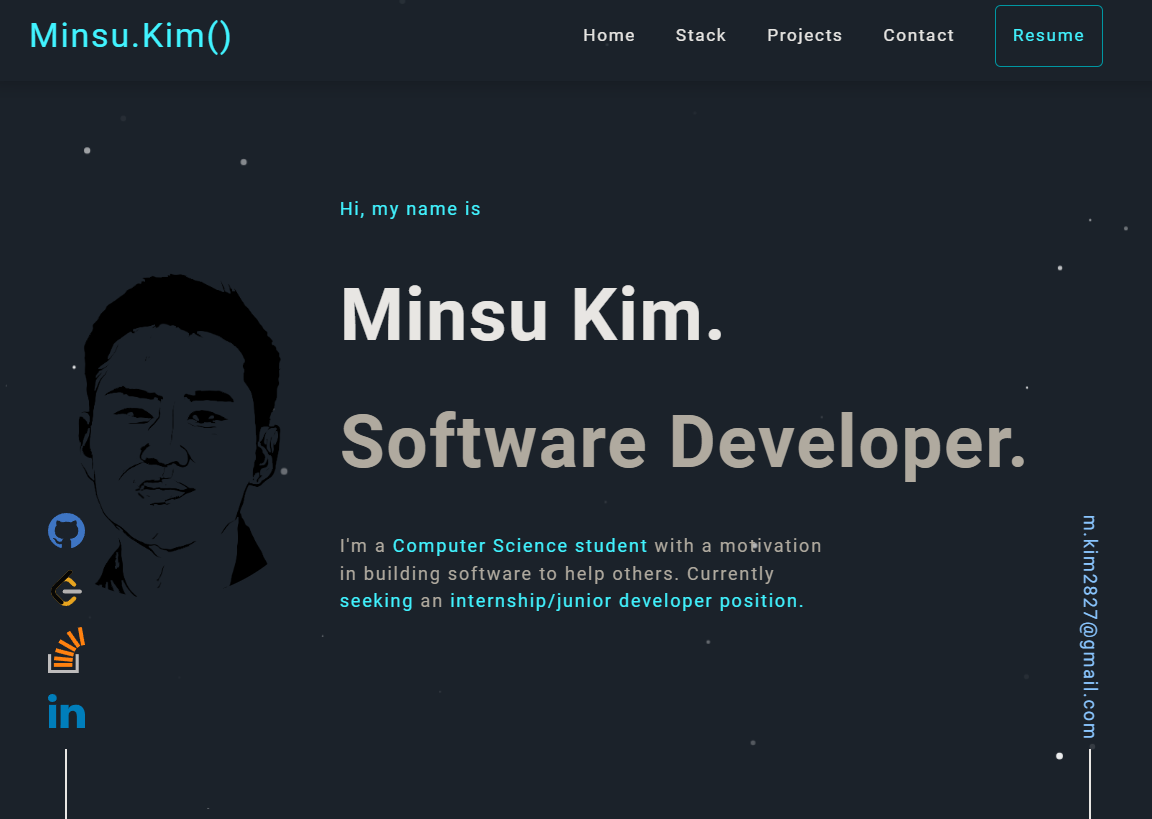 Minsu.Kim()
Home
Stack
Projects
Contact
Resume
Hi, my name is
Minsu Kim.
Software Developer.
I'm a Computer Science student with a motivation
in building software to help others. Currently
seeking an internship/junior developer position.
in
m.kim2827@gmail.com